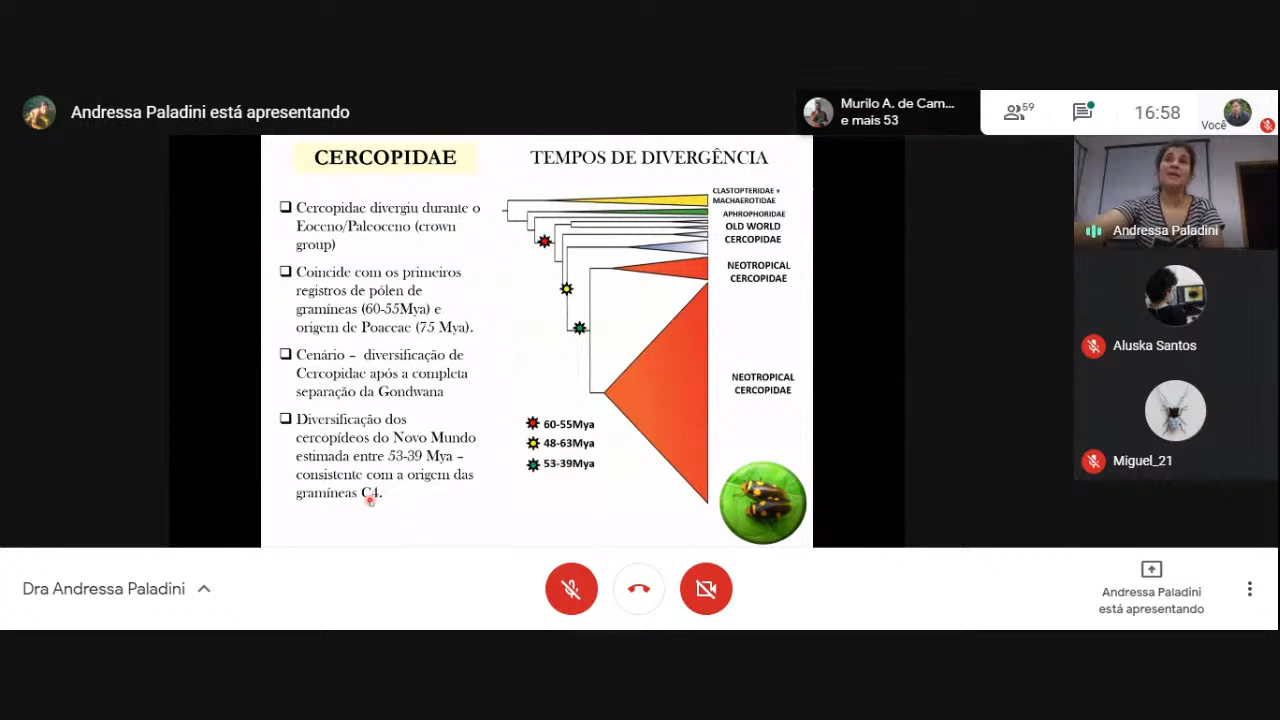 Andressa Paladini está apresentando
Murilo A. de Cam...
e mais 53
59
16:58
Você
CERCOPIDAE
TEMPOS DE DIVERGÊNCIA
Cercopidae divergiu durante o
Eoceno/Paleoceno (crown
group)
Coincide com os primeiros
registros de pólen de
gramíneas (60-55Mya) e
origem de Poaceae (75 Mya).
Cenário – diversificação de
Cercopidae após a completa
separação da Gondwana
Diversificação dos
cercopídeos do Novo Mundo
estimada entre 53-39 Mya –
consistente com a origem das
gramíneas C4.
CLASTOPTERIDAE +
MACHAEROTIDAE
APHROPHORIDAE
OLD WORLD
CERCOPIDAE
NEOTROPICAL
CERCOPIDAE
NEOTROPICAL
CERCOPIDAE
60-55Mya
48-63Mya
53-39Mya
Andressa Paladini
Aluska Santos
Miguel_21
Dra Andressa Paladini
Andressa Paladini
está apresentando